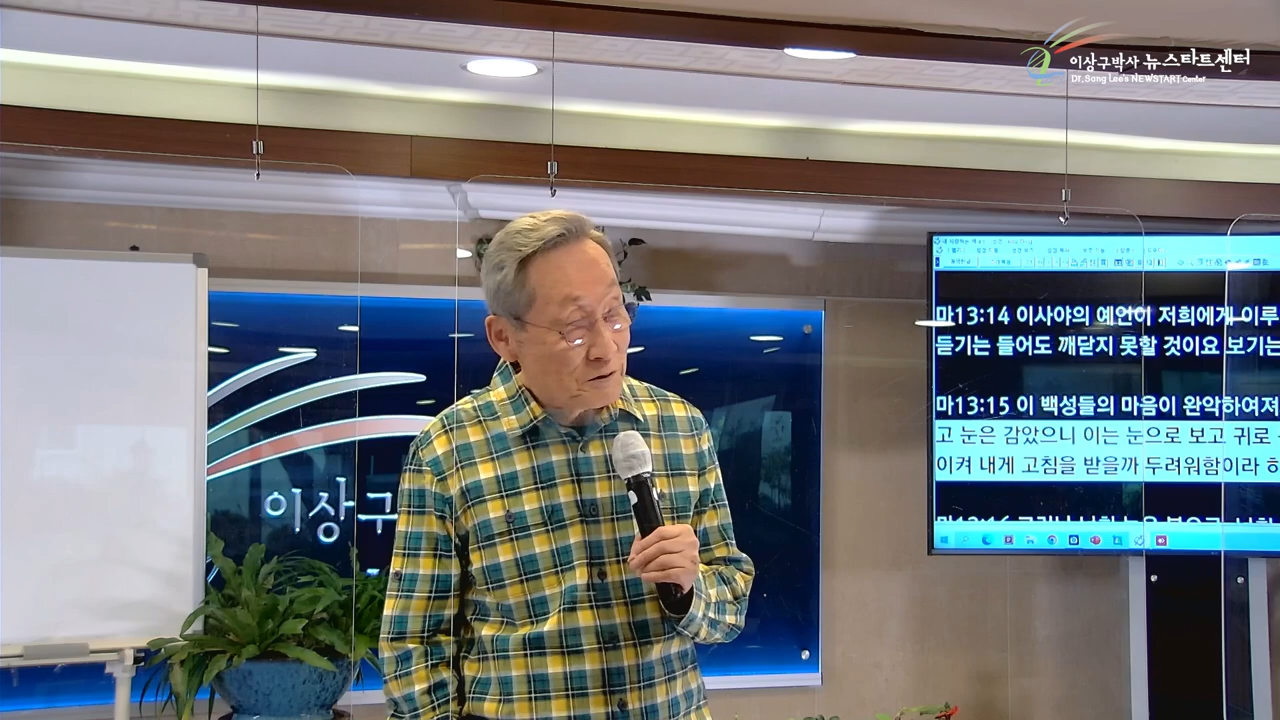 이상구박사 뉴스타트센터
Dr. Sang Lee's NEWSTART Center
마13:14 이사야의 예언이 저희에게 이루
듣기는 들어도 깨닫지 못할 것이요 보기는
마13:15 이 백성들의 마음이 완악하여져
고 눈은 감았으니 이는 눈으로 보고 귀로
이켜 내게 고침을 받을까 두려워함이라 하
이상구